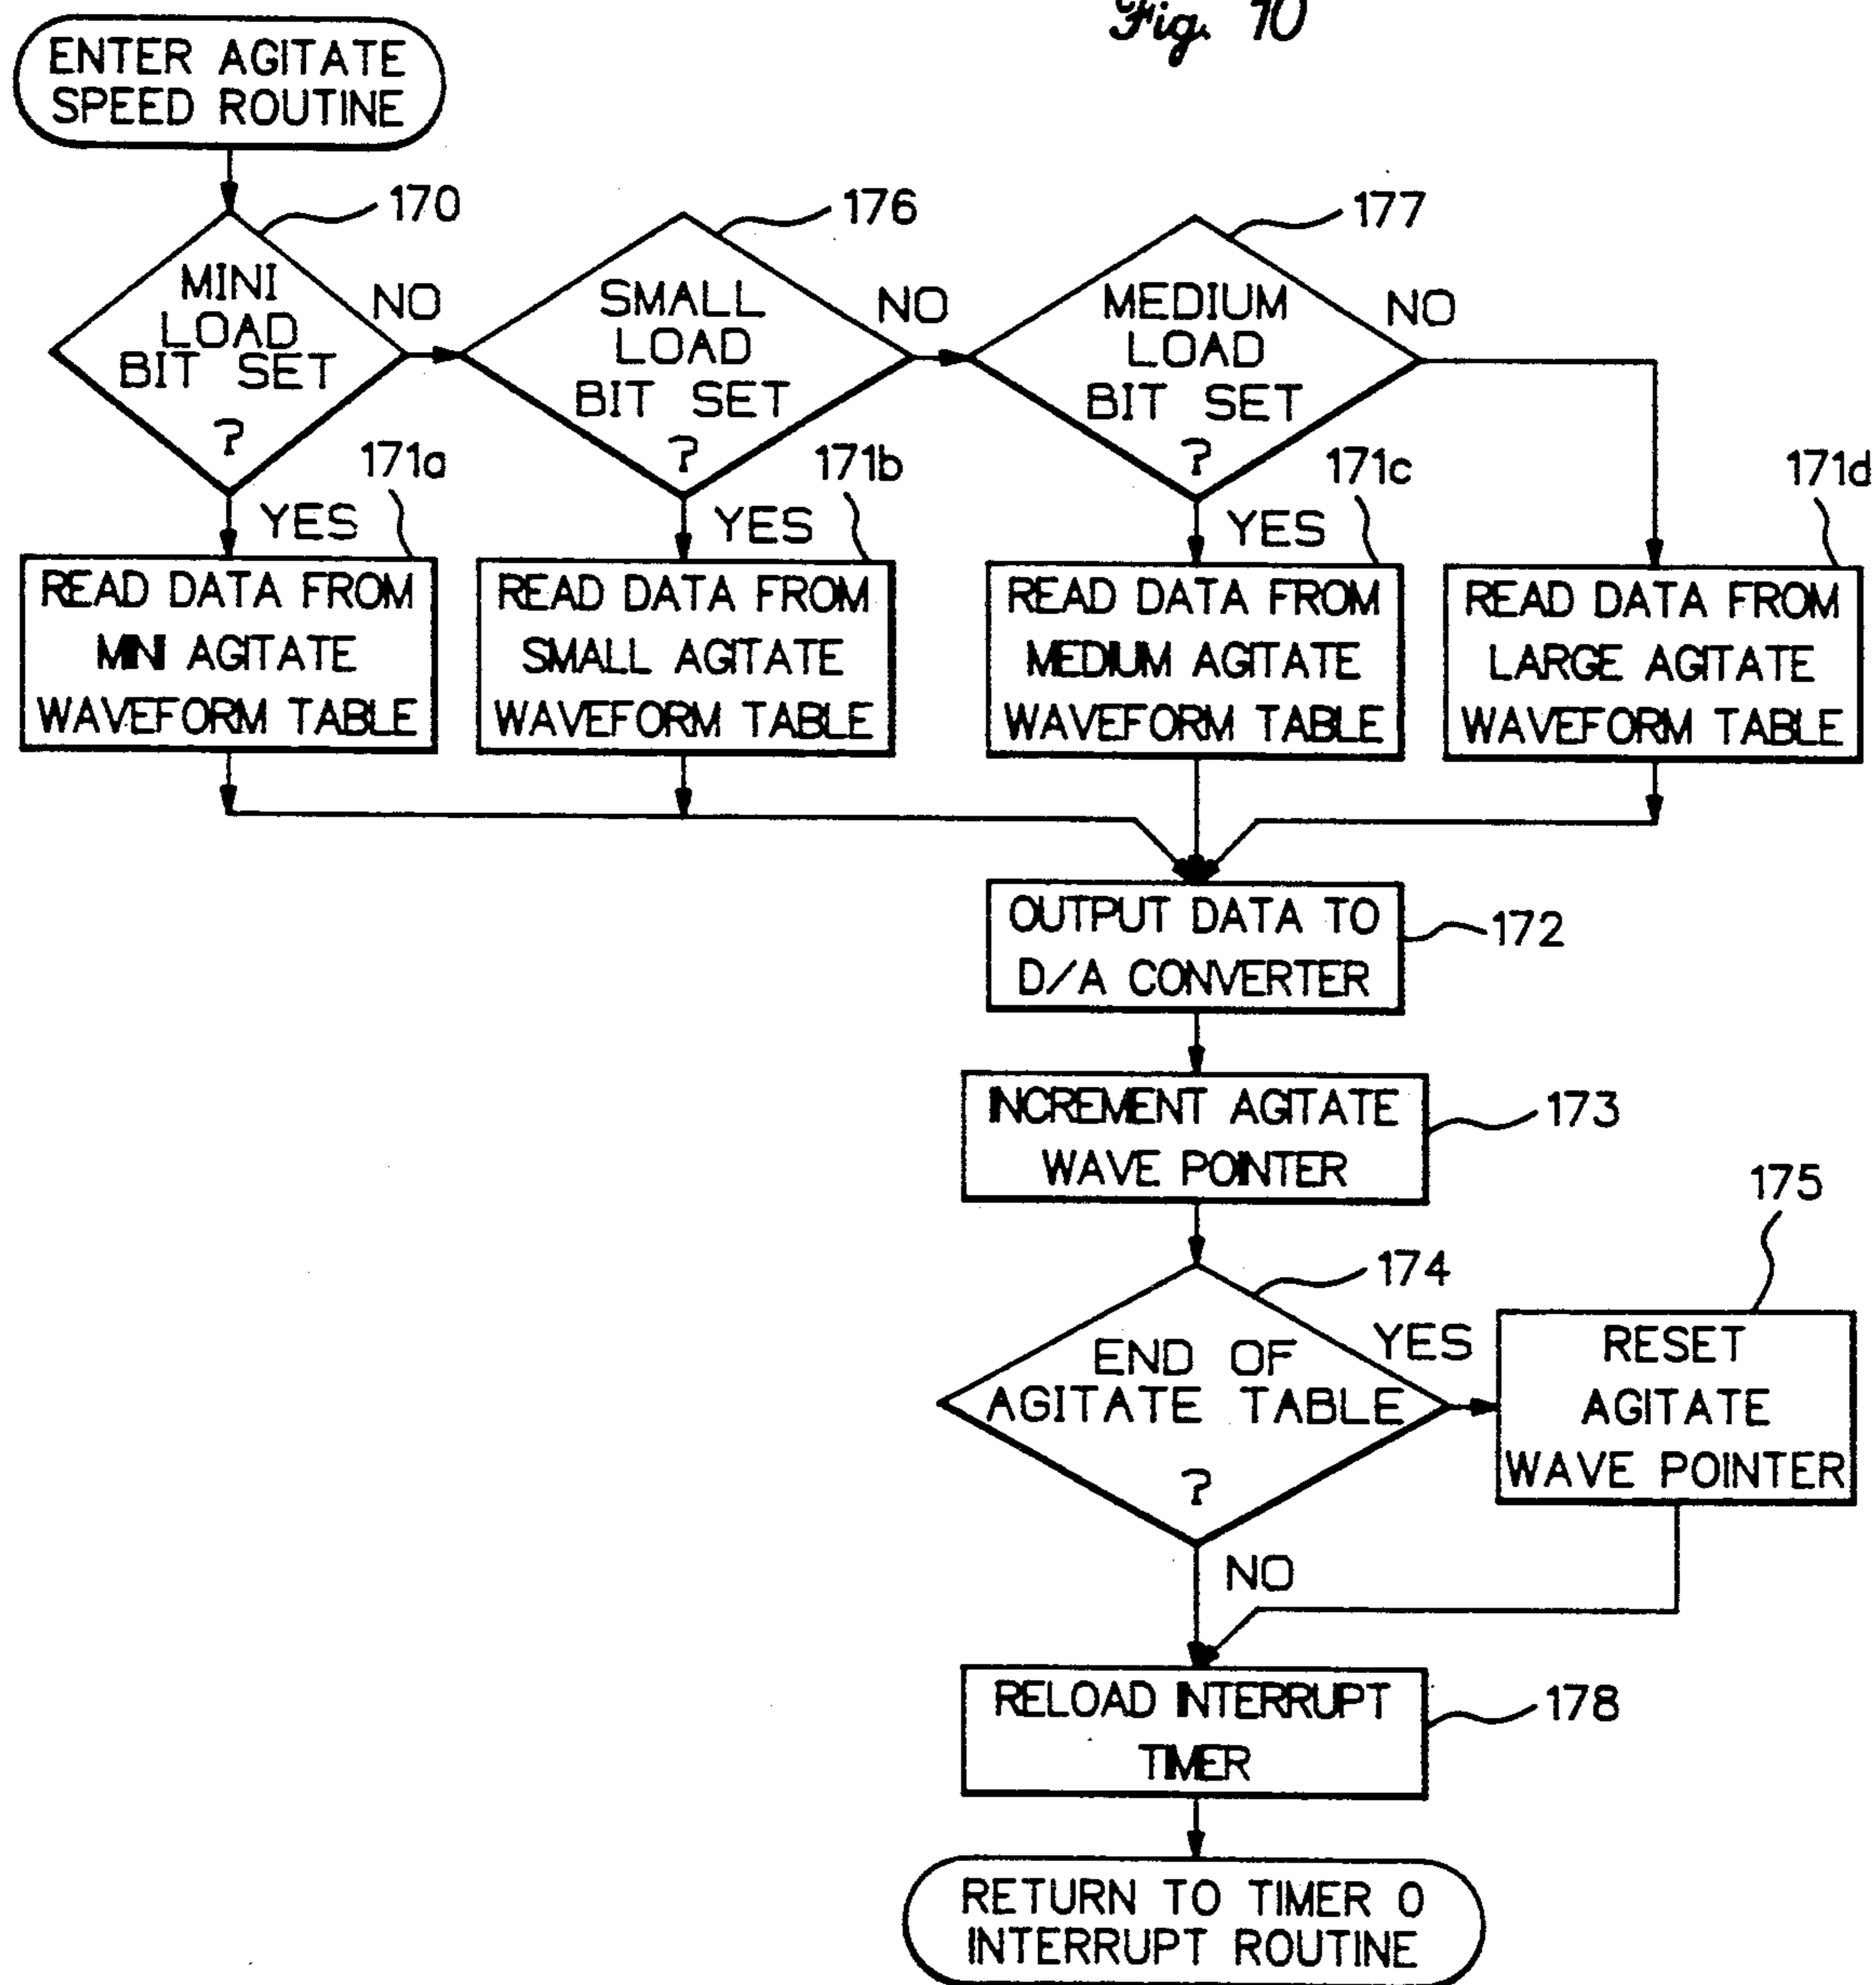 Fig. 10
ENTER AGITATE
SPEED ROUTINE
170
MINI
LOAD
BIT SET
?
NO
YES
176
SMALL
LOAD
BIT SET
?
NO
YES
177
MEDIUM
LOAD
BIT SET
?
NO
YES
171a
READ DATA FROM
MINI AGITATE
WAVEFORM TABLE
171b
READ DATA FROM
SMALL AGITATE
WAVEFORM TABLE
171c
READ DATA FROM
MEDIUM AGITATE
WAVEFORM TABLE
171d
READ DATA FROM
LARGE AGITATE
WAVEFORM TABLE
OUTPUT DATA TO
D/A CONVERTER
172
INCREMENT AGITATE
WAVE POINTER
173
174
END OF
AGITATE TABLE
?
YES
NO
175
RESET
AGITATE
WAVE POINTER
RELOAD INTERRUPT
TIMER
178
RETURN TO TIMER 0
INTERRUPT ROUTINE